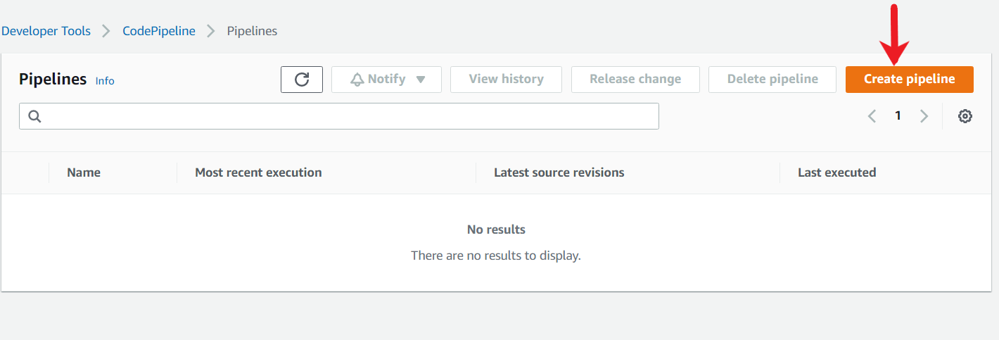 Developer Tools > CodePipeline > Pipelines
Pipelines Info Notify View history Release change Delete pipeline Create pipeline
1
Name Most recent execution Latest source revisions Last executed
No results
There are no results to display.